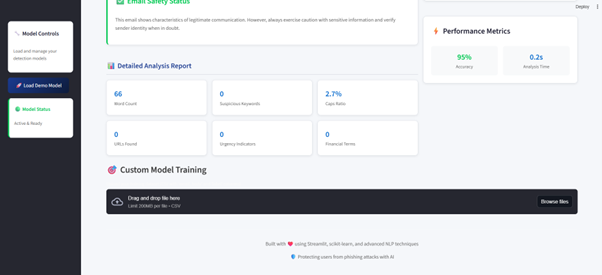 Deploy
Model Controls
Load and manage your
detection models
Load Demo Model
Model Status
Active & Ready
Email Safety Status
This email shows characteristics of legitimate communication. However, always exercise caution with sensitive information and verify
sender identity when in doubt.
Detailed Analysis Report
66
Word Count
0
Suspicious Keywords
2.7%
Caps Ratio
0
URLs Found
0
Urgency Indicators
0
Financial Terms
Performance Metrics
95%
Accuracy
0.2s
Analysis Time
Custom Model Training
Drag and drop file here
Limit 200MB per file • CSV
Browse files
Built with ❤️ using Streamlit, scikit-learn, and advanced NLP techniques
Protecting users from phishing attacks with AI